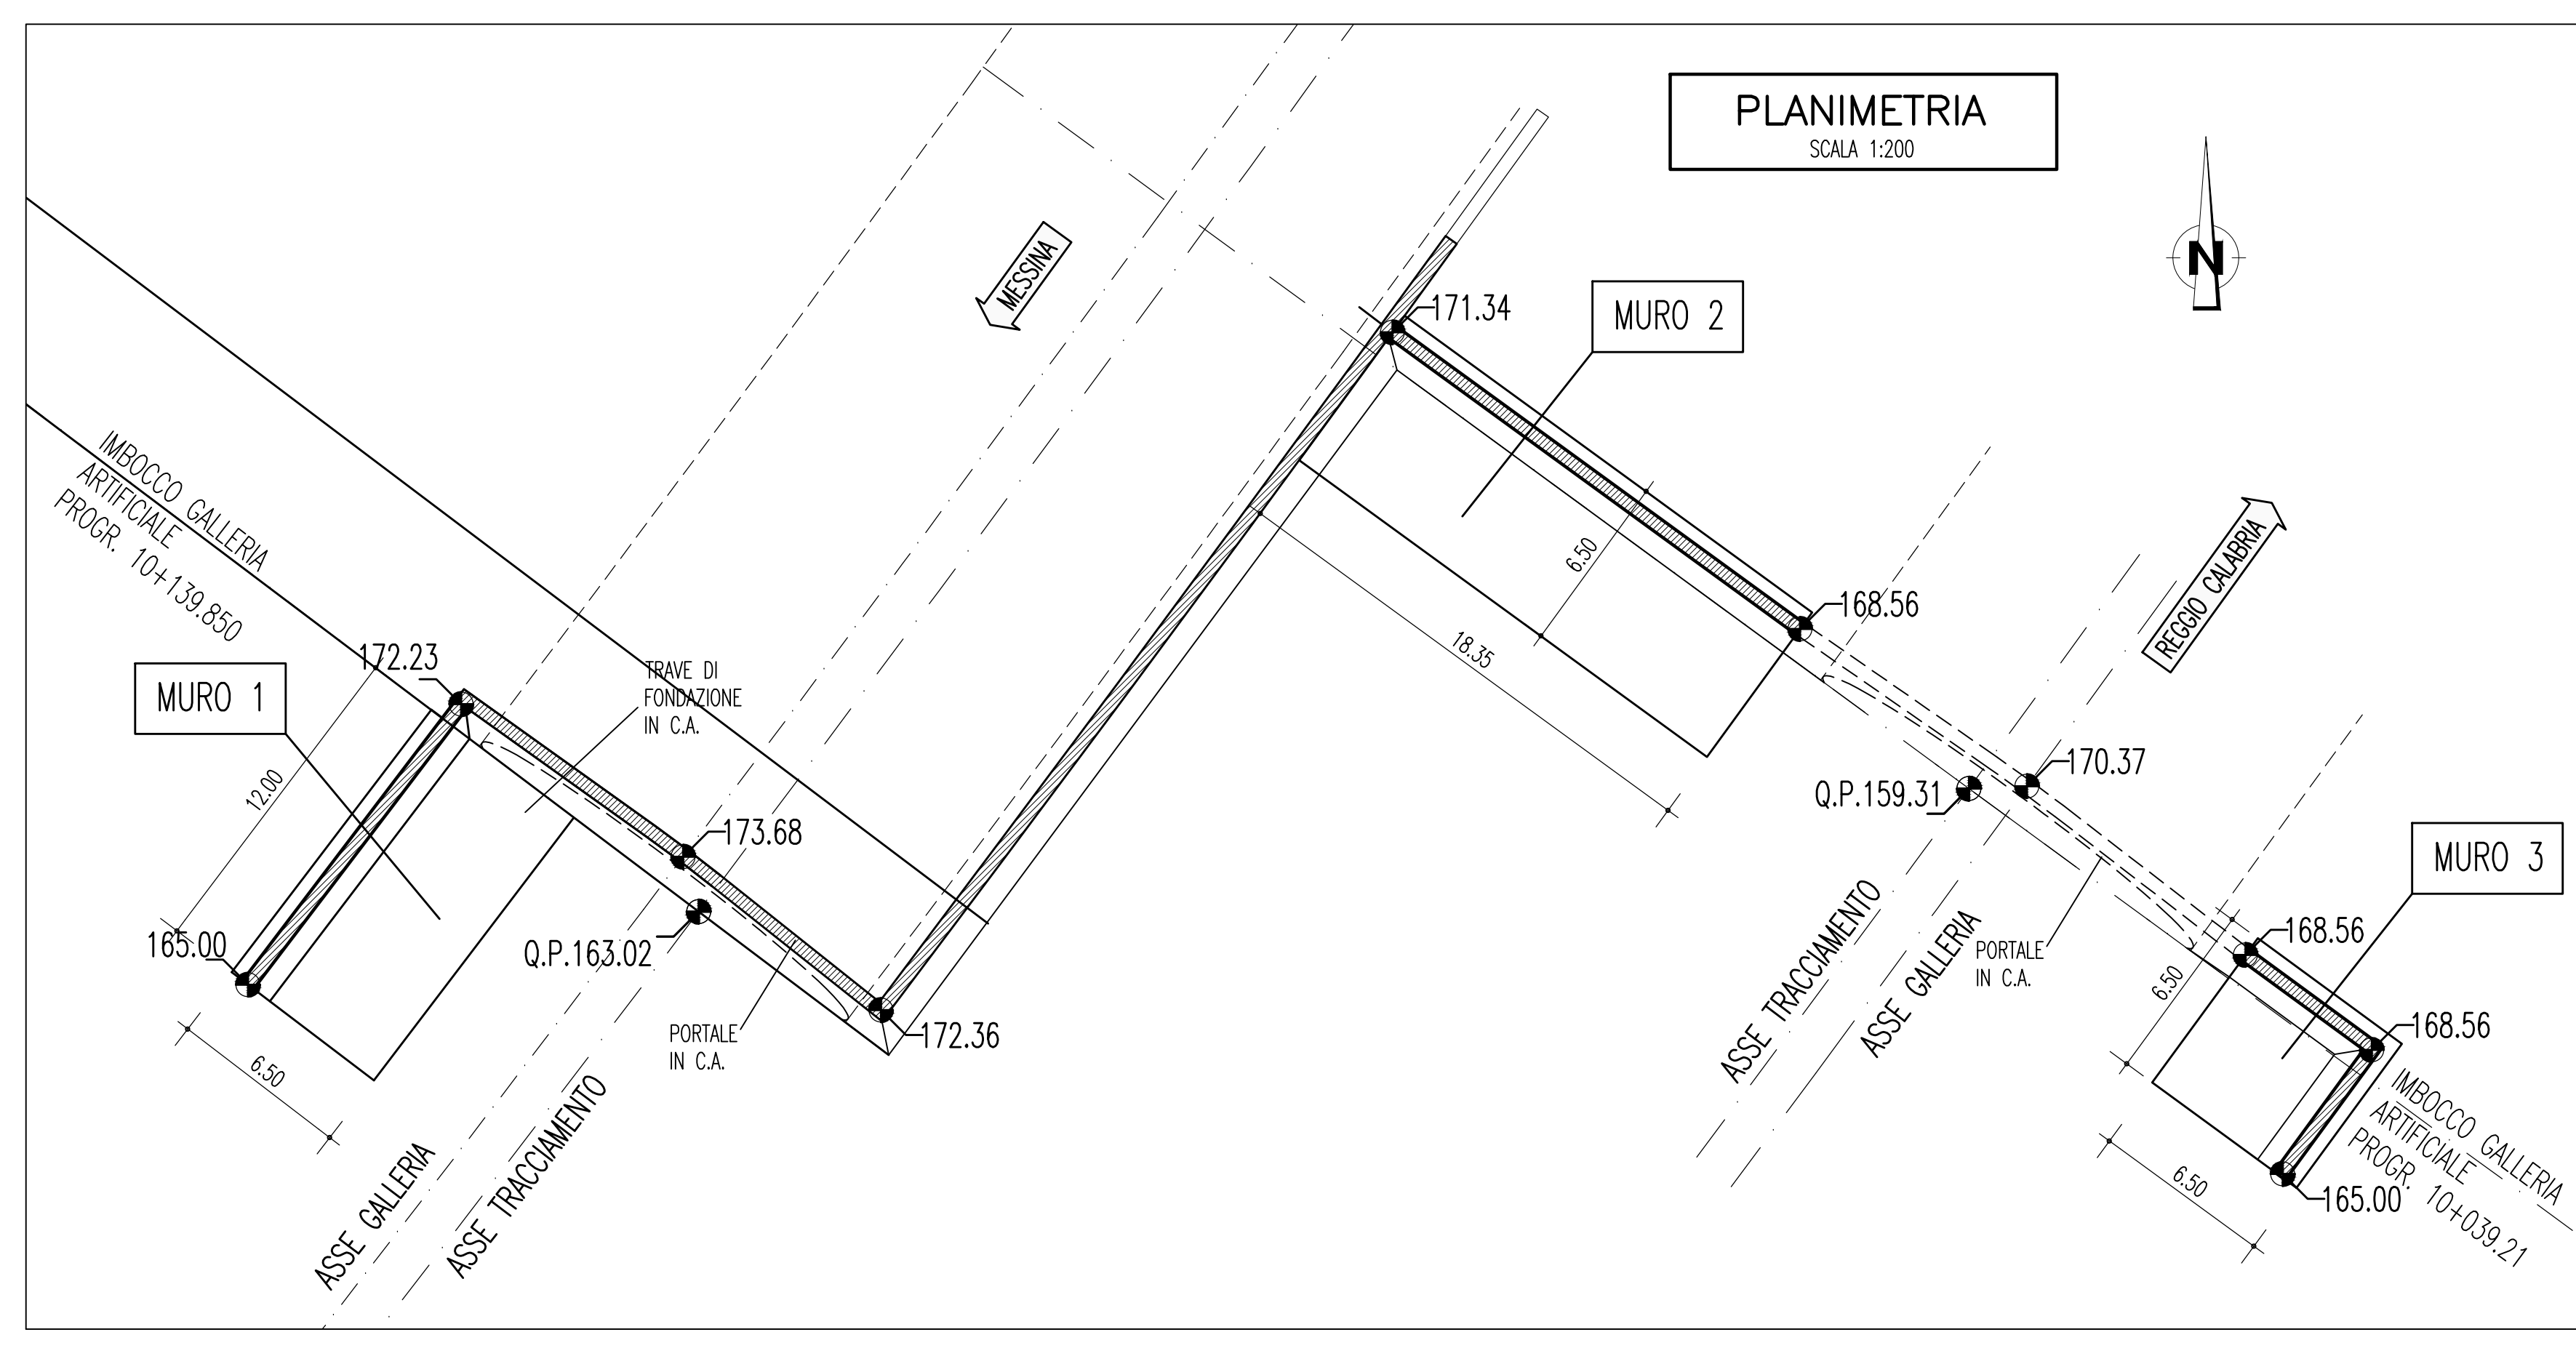 PLANIMETRIA
SCALA 1:200
N
MESSINA
171.34
MURO 2
IMBOCCO GALLERIA
ARTIFICIALE
PROGR. 10+139.850
6.50
18.35
168.56
REGGIO CALABRIA
172.23
MURO 1
TRAVE DI
FONDAZIONE
IN C.A.
12.00
173.68
170.37
Q.P.159.31
MURO 3
165.00
Q.P.163.02
6.50
PORTALE
IN C.A.
172.36
ASSE GALLERIA
ASSE TRACCIAMENTO
ASSE TRACCIAMENTO
ASSE GALLERIA
PORTALE
IN C.A.
168.56
6.50
168.56
6.50
165.00
IMBOCCO GALLERIA
ARTIFICIALE
PROGR. 10+039.21